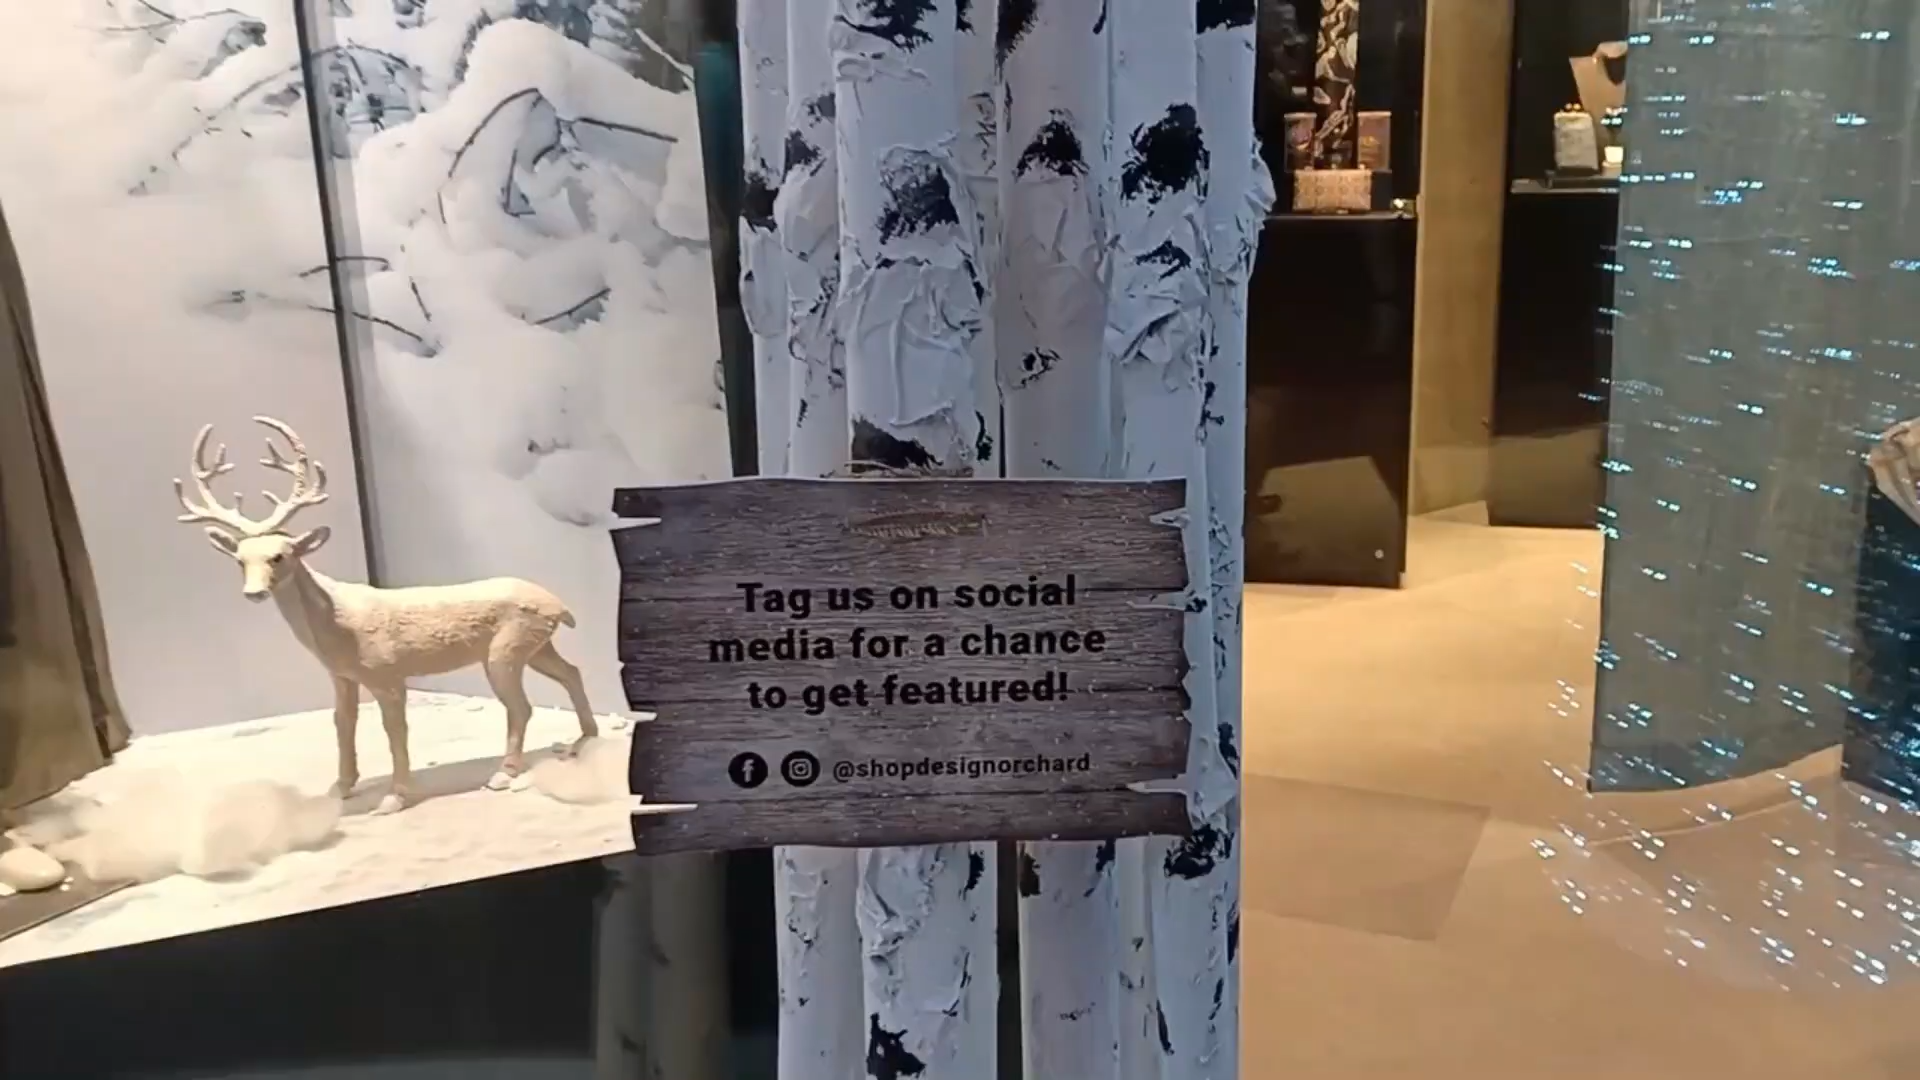 Tag us on social
media for a chance
to get featured!
@shopdesignorchard